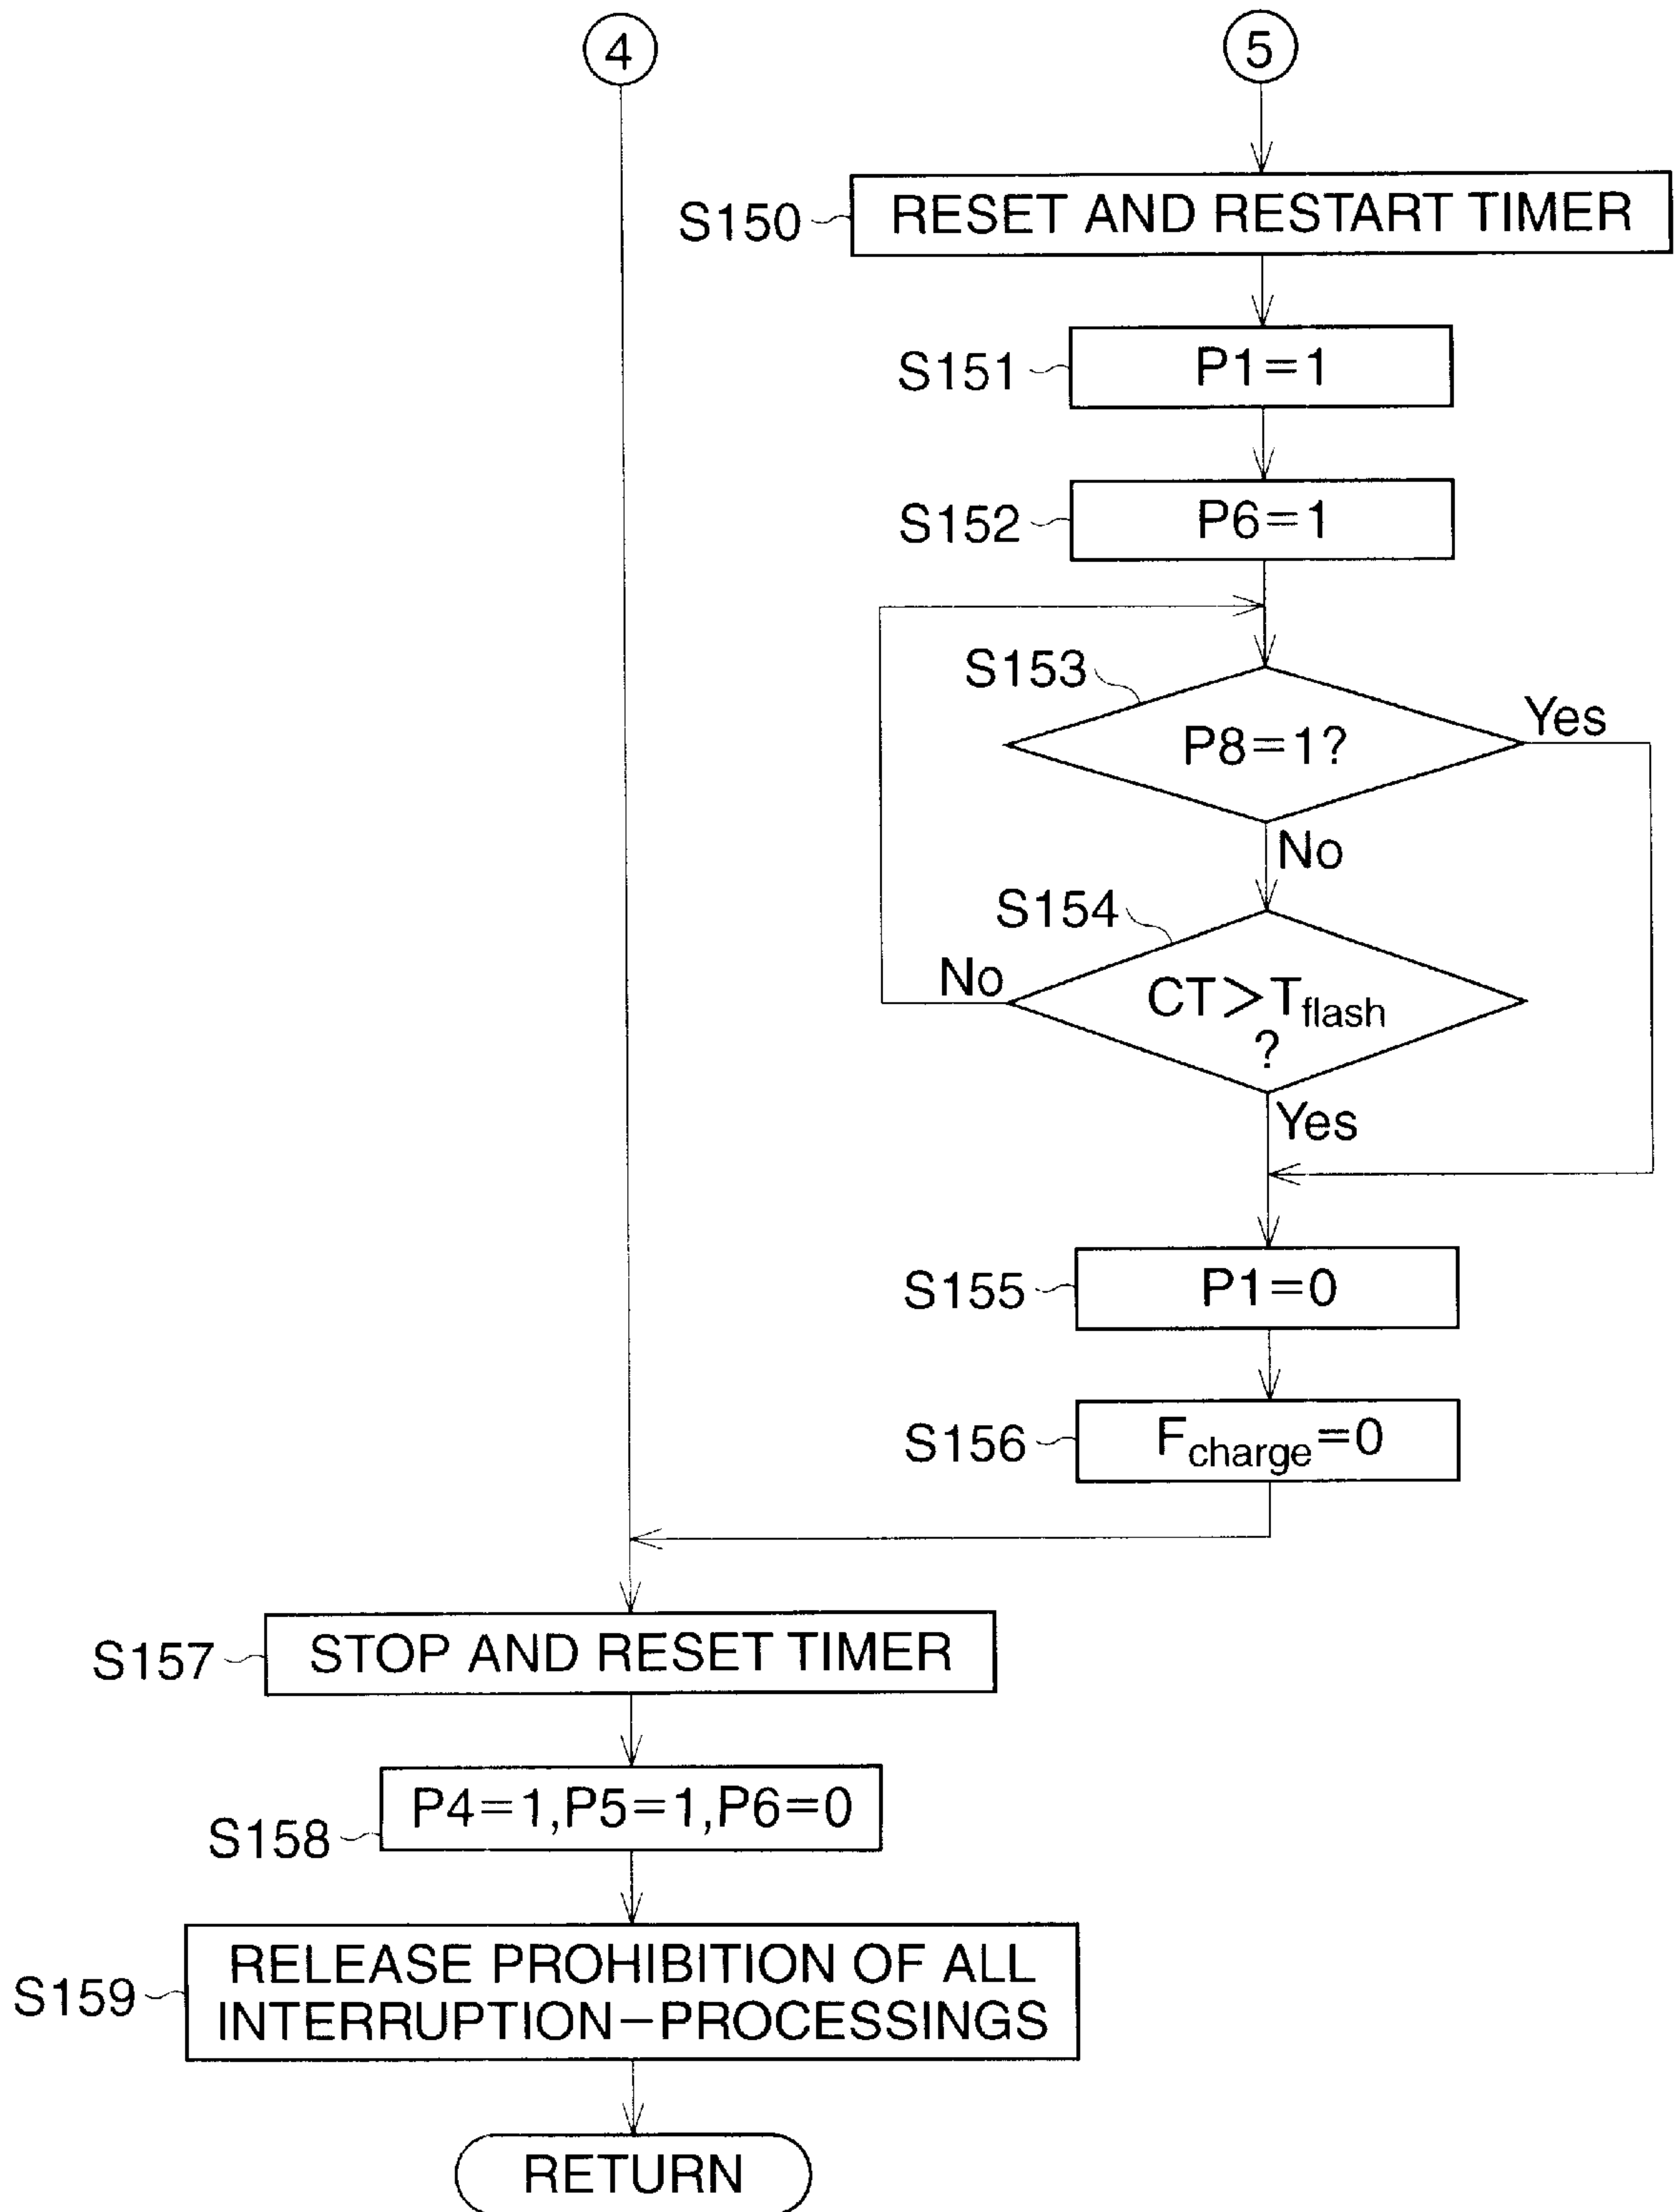 4
5
S150
RESET AND RESTART TIMER
S151
P1=1
S152
P6=1
S153
P8=1?
Yes
No
S154
No
CT>Tflash
?
Yes
S155
P1=0
S156
Fcharge=0
S157
STOP AND RESET TIMER
S158
P4=1,P5=1,P6=0
S159
RELEASE PROHIBITION OF ALL
INTERRUPTION-PROCESSINGS
RETURN